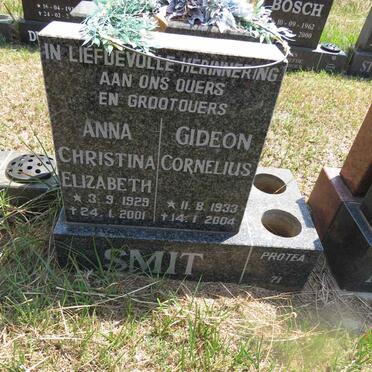 IN LIEFDEVOLLE HERINNERING
AAN ONS OUERS
EN GROOTOUERS
ANNA
CHRISTINA
ELIZABETH
* 3.9.1929
† 24.1.2001
GIDEON
CORNELIUS
* 11.8.1933
† 14.1.2004
SMIT
PROTEA
71
BOSCH